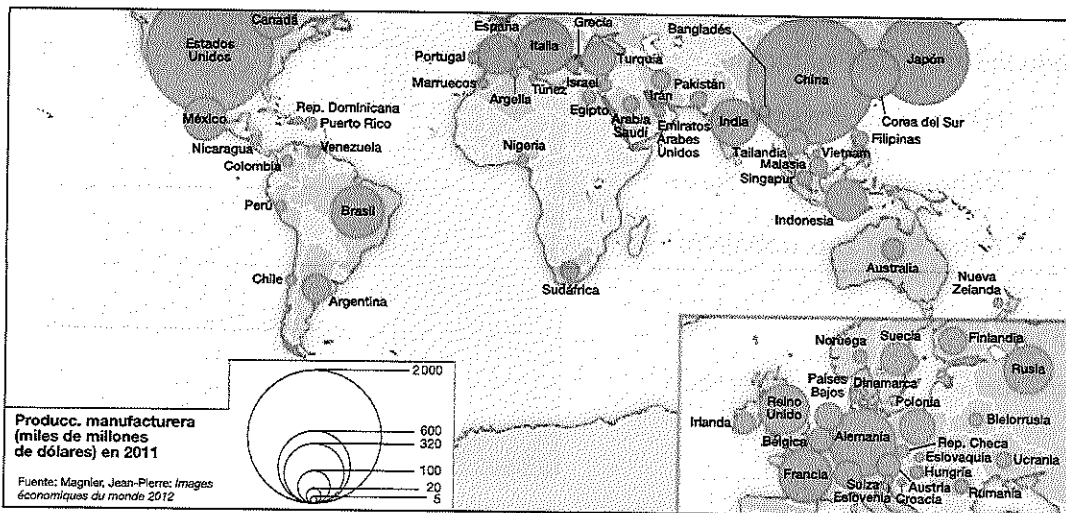 Canadá
Estados
Unidos
México
Rep. Dominicana
Puerto Rico
Nicaragua
Venezuela
Colombia
Perú
Brasil
Chile
Argentina
España
Italia
Grecia
Portugal
Turquía
Marruecos
Argelia
Túnez
Israel
Egipto
Irán
Pakistán
Arabia
Saudí
Emiratos
Árabes
Unidos
Nigeria
Sudáfrica
Bangladés
China
Japón
India
Corea del Sur
Filipinas
Tailandia
Vietnam
Malasia
Singapur
Indonesia
Australia
Nueva
Zelanda
Noruega
Suecia
Finlandia
Rusia
Países
Bajos
Dinamarca
Polonia
Reino
Unido
Irlanda
Bielorrusia
Bélgica
Alemania
Rep. Checa
Eslovaquia
Ucrania
Hungría
Francia
Suiza
Austria
Rumanía
Eslovenia
Croacia
Producc. manufacturera
(miles de millones
de dólares) en 2011
Fuente: Magnier, Jean-Pierre: Images
économiques du monde 2012
2000
600
320
100
20
5